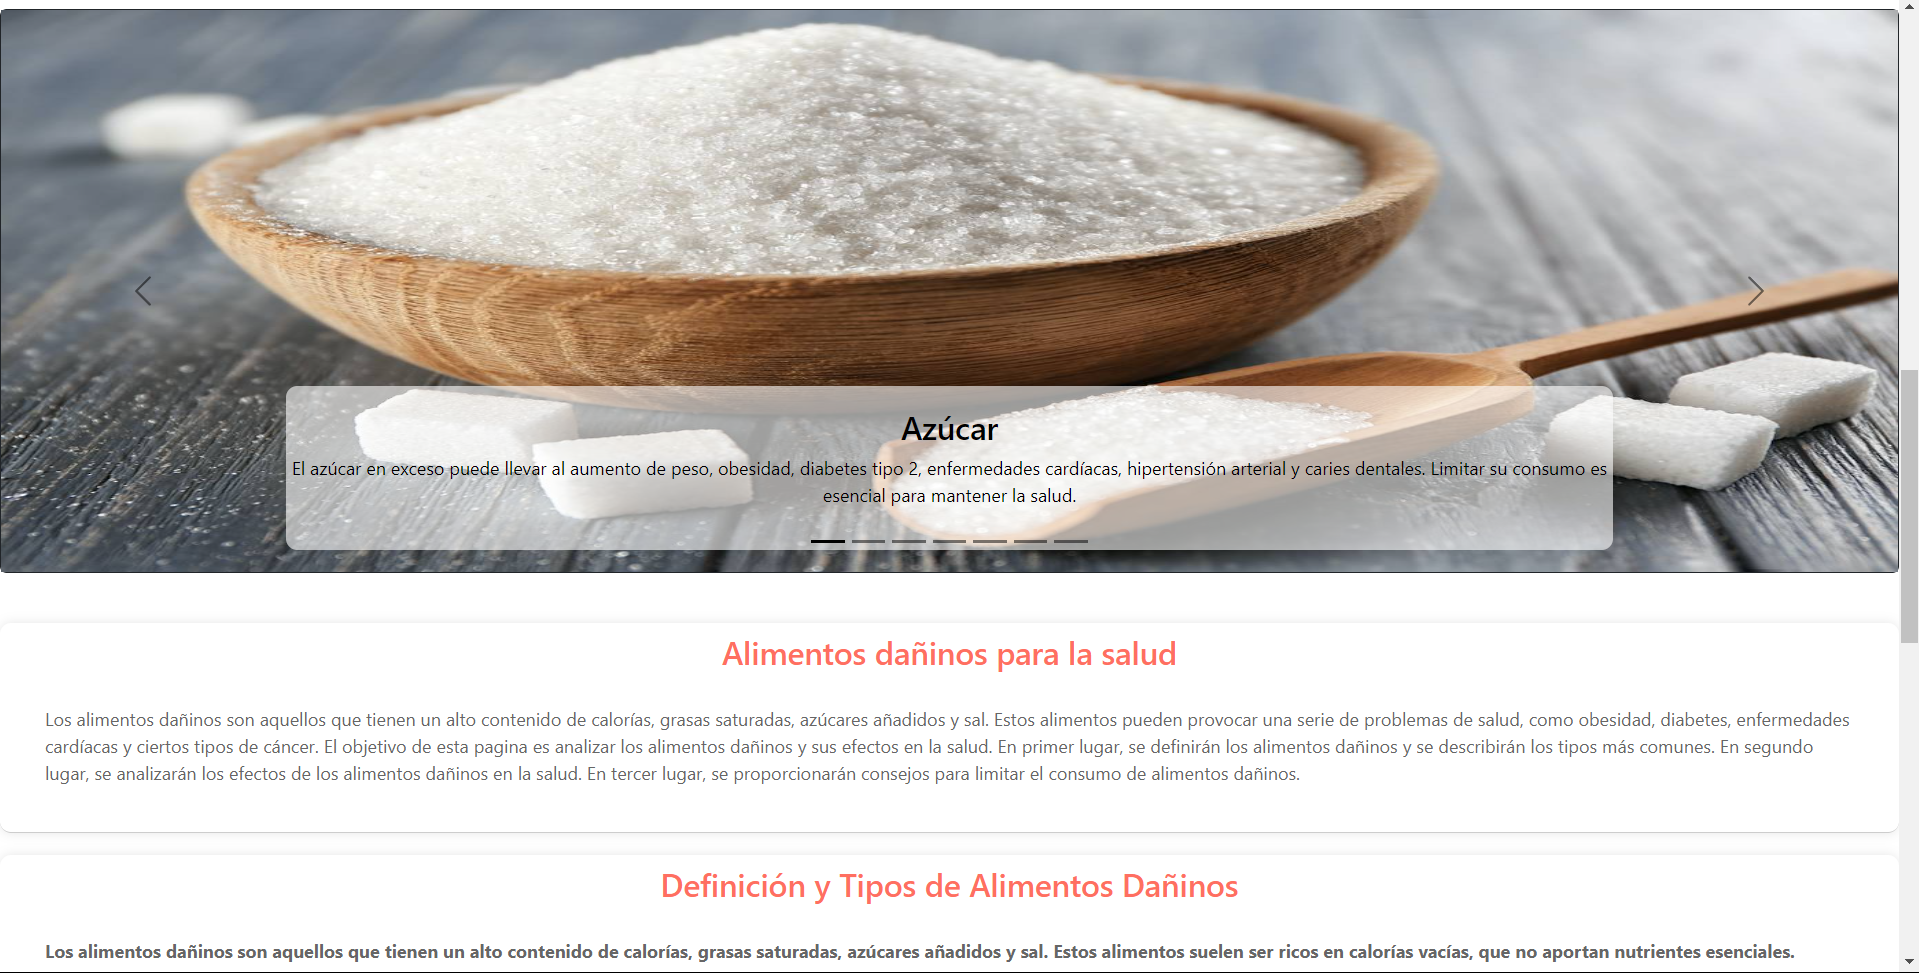 Azúcar
El azúcar en exceso puede llevar al aumento de peso, obesidad, diabetes tipo 2, enfermedades cardíacas, hipertensión arterial y caries dentales. Limitar su consumo es
esencial para mantener la salud.
Alimentos dañinos para la salud
Los alimentos dañinos son aquellos que tienen un alto contenido de calorías, grasas saturadas, azúcares añadidos y sal. Estos alimentos pueden provocar una serie de problemas de salud, como obesidad, diabetes, enfermedades
cardíacas y ciertos tipos de cáncer. El objetivo de esta pagina es analizar los alimentos dañinos y sus efectos en la salud. En primer lugar, se definirán los alimentos dañinos y se describirán los tipos más comunes. En segundo
lugar, se analizarán los efectos de los alimentos dañinos en la salud. En tercer lugar, se proporcionarán consejos para limitar el consumo de alimentos dañinos.
Definición y Tipos de Alimentos Dañinos
Los alimentos dañinos son aquellos que tienen un alto contenido de calorías, grasas saturadas, azúcares añadidos y sal. Estos alimentos suelen ser ricos en calorías vacías, que no aportan nutrientes esenciales.